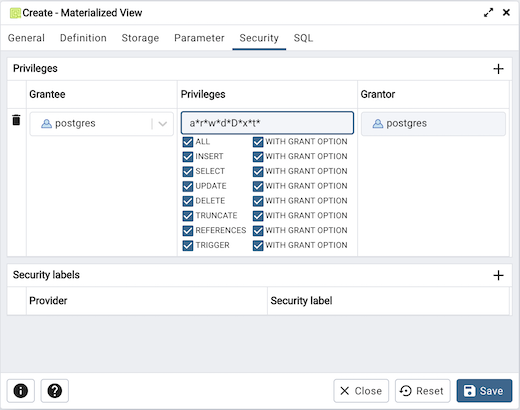 Create - Materialized View
General Definition Storage Parameter Security SQL
Privileges
Grantee Privileges Grantor
postgres a*r*w*d*D*x*t* postgres
ALL WITH GRANT OPTION
INSERT WITH GRANT OPTION
SELECT WITH GRANT OPTION
UPDATE WITH GRANT OPTION
DELETE WITH GRANT OPTION
TRUNCATE WITH GRANT OPTION
REFERENCES WITH GRANT OPTION
TRIGGER WITH GRANT OPTION
Security labels
Provider Security label
Close Reset Save